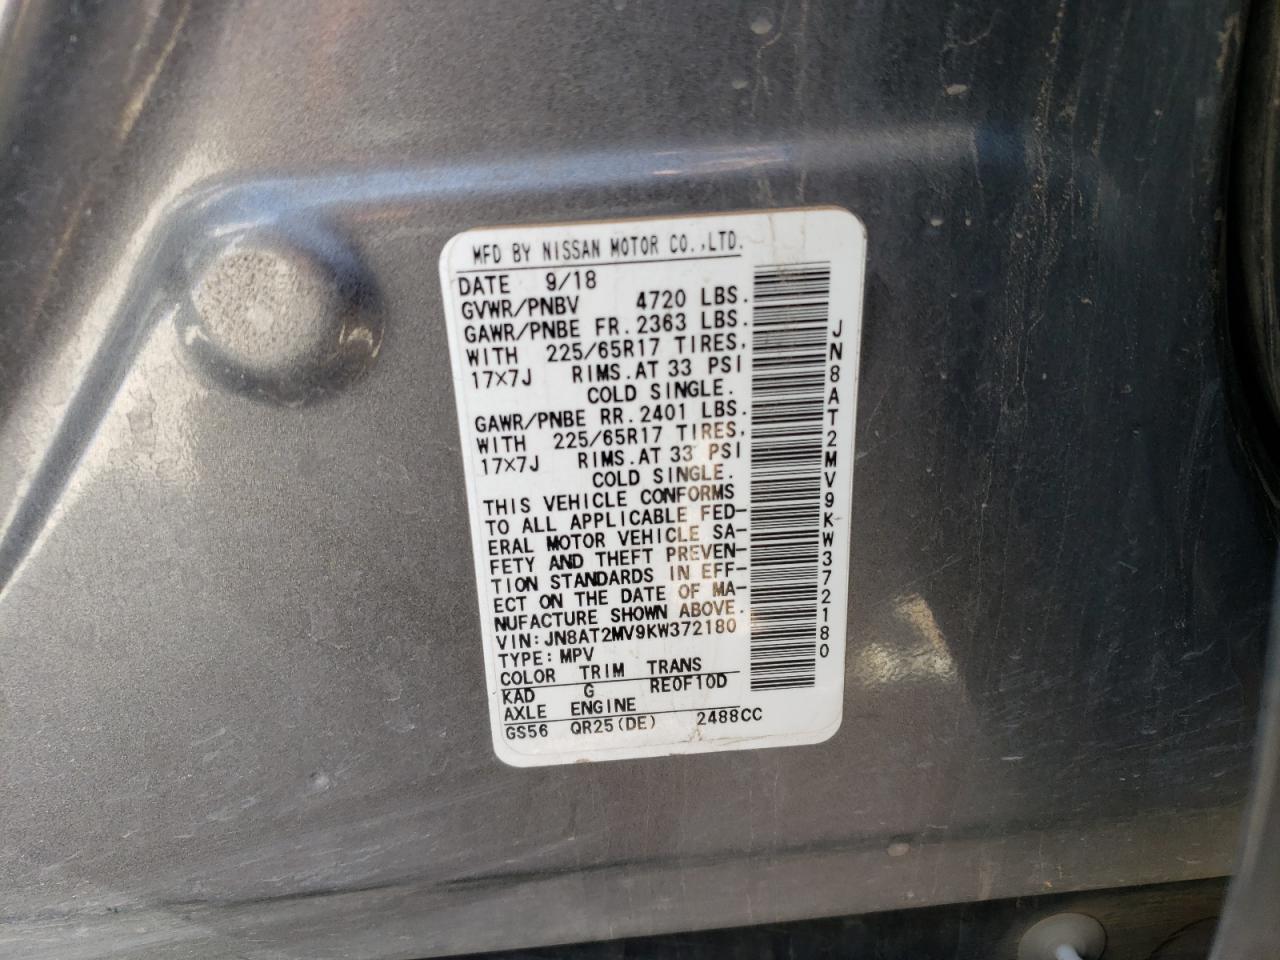 MFD BY NISSAN MOTOR CO.,LTD.
DATE 9/18
GVWR/PNBV 4720 LBS.
GAWR/PNBE FR. 2363 LBS.
WITH 225/65R17 TIRES.
17×7J RIMS.AT 33 PSI
COLD SINGLE.
GAWR/PNBE RR. 2401 LBS.
WITH 225/65R17 TIRES.
17×7J RIMS.AT 33 PSI
COLD SINGLE.
THIS VEHICLE CONFORMS
TO ALL APPLICABLE FED-
ERAL MOTOR VEHICLE SA-
FETY AND THEFT PREVEN-
TION STANDARDS IN EFF-
ECT ON THE DATE OF MA-
NUFACTURE SHOWN ABOVE.
VIN:JN8AT2MV9KW372180
TYPE:MPV
COLOR TRIM TRANS
KAD G RE0F10D
AXLE ENGINE
GS56 QR25(DE) 2488CC
JN8AT2MV9KW372180